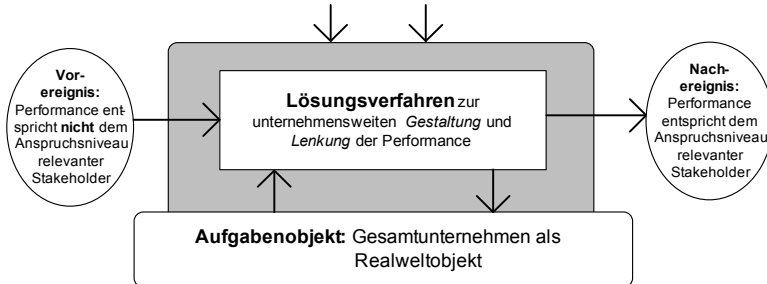 Vor-
ereignis:
Performance ent-
spricht nicht dem
Anspruchsniveau
relevanter
Stakeholder
Lösungsverfahren zur
unternehmensweiten Gestaltung und
Lenkung der Performance
Nach-
ereignis:
Performance
entspricht dem
Anspruchsniveau
relevanter
Stakeholder
Aufgabenobjekt: Gesamtunternehmen als
Realweltobjekt